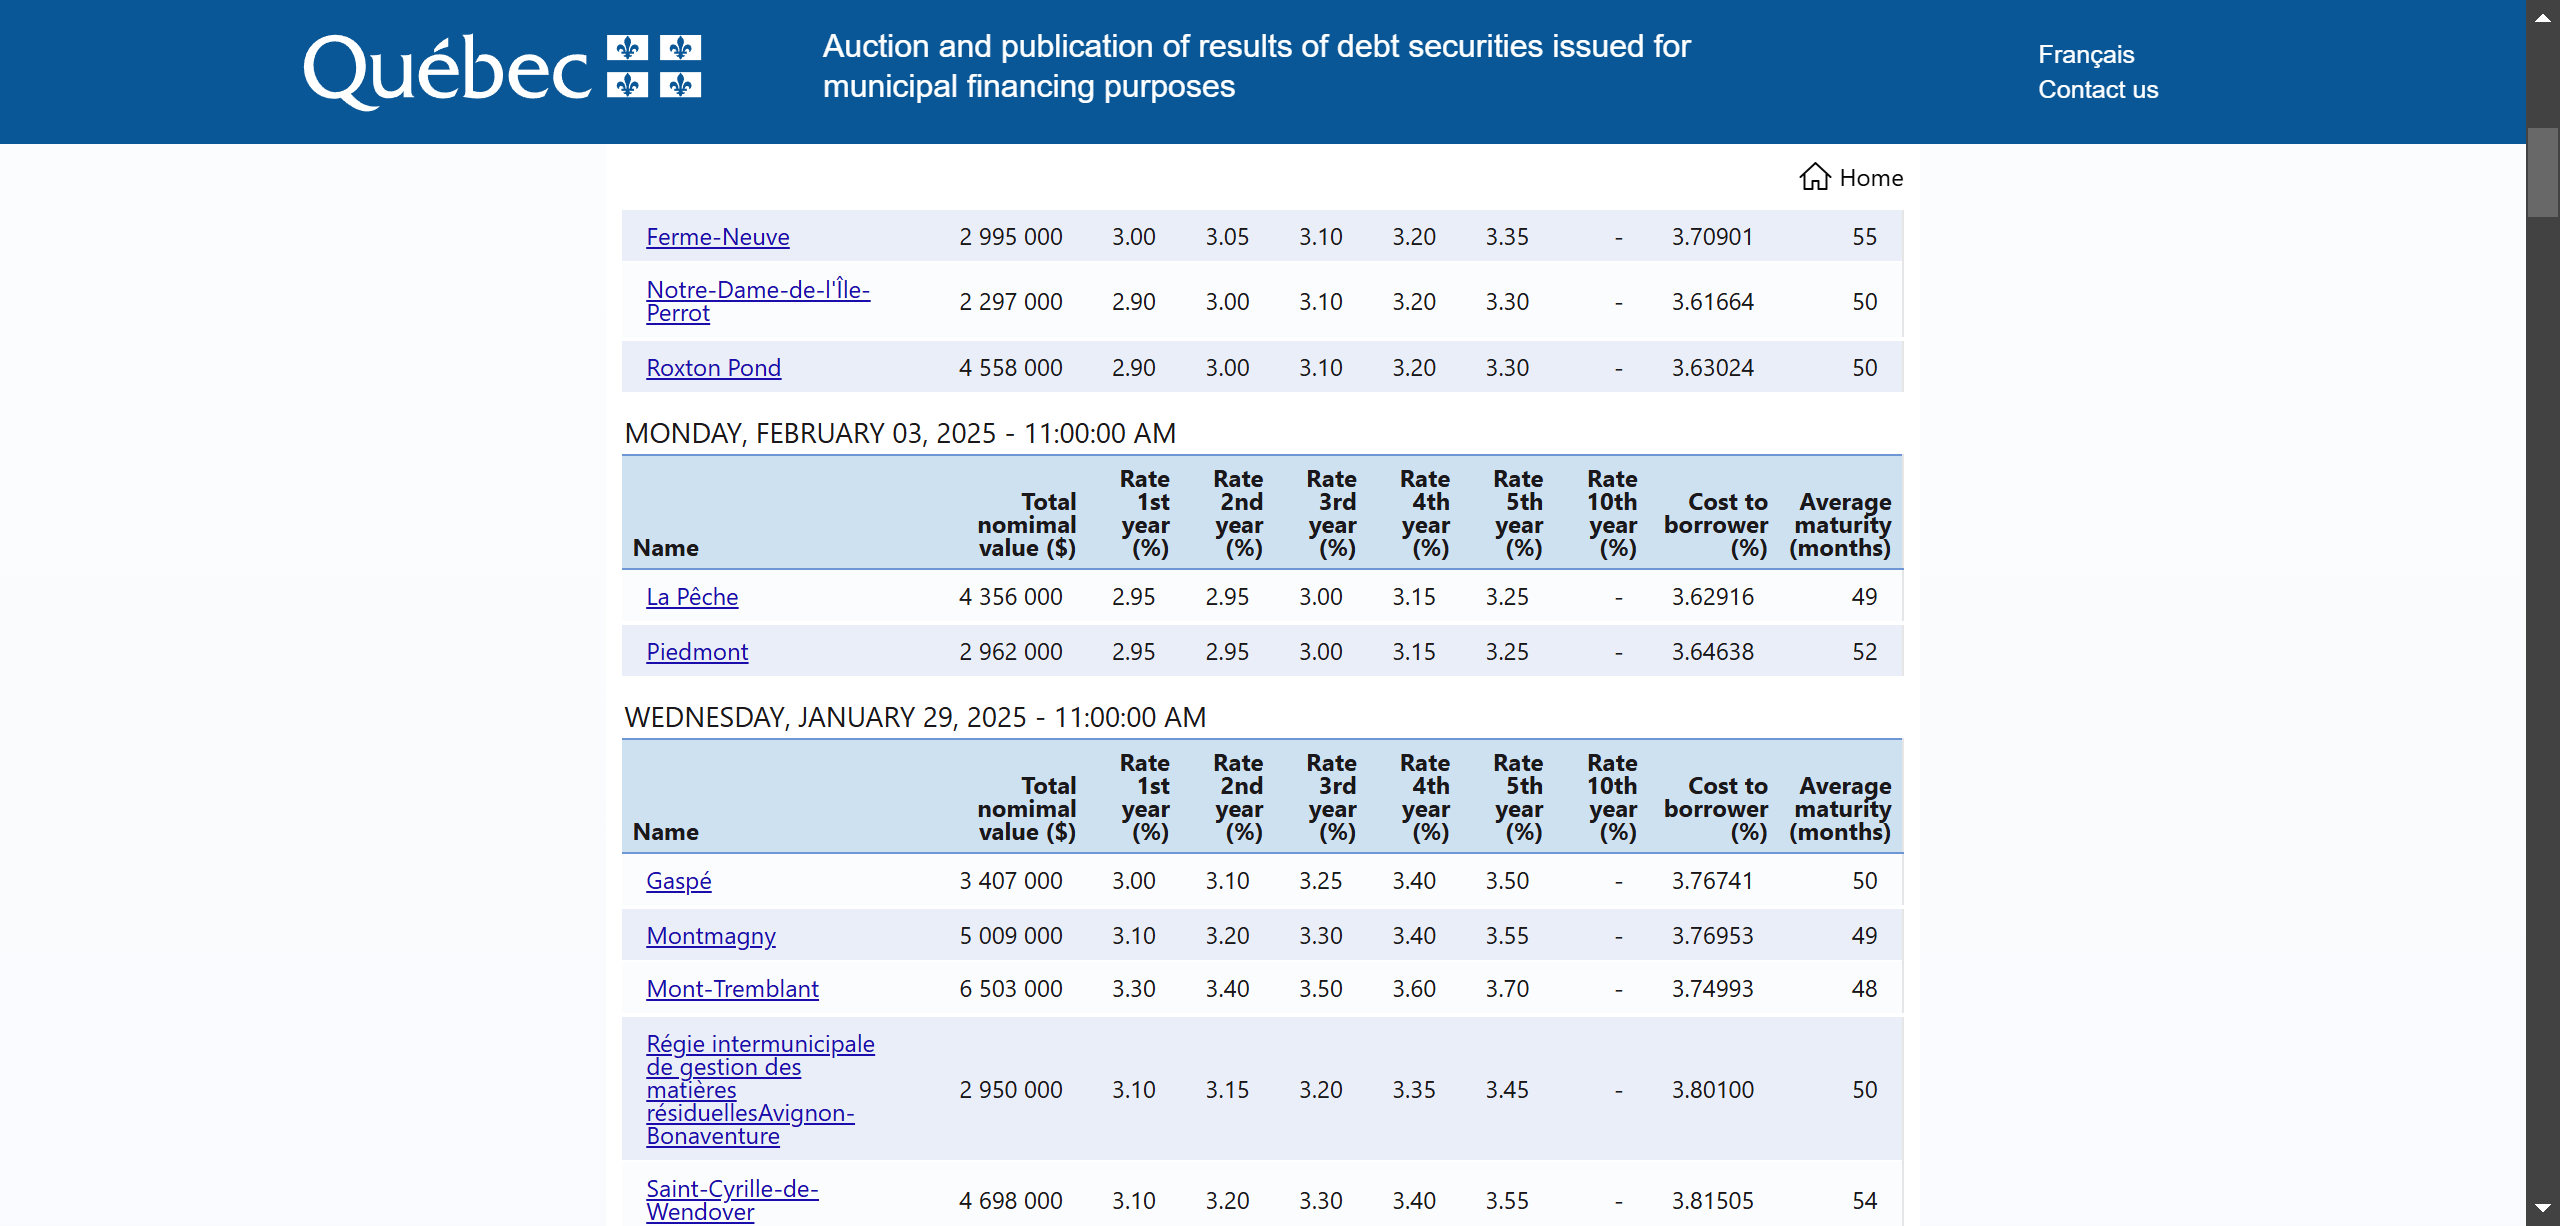 Québec
Auction and publication of results of debt securities issued for
municipal financing purposes
Français
Contact us
Home
Ferme-Neuve 2 995 000 3.00 3.05 3.10 3.20 3.35 - 3.70901 55
Notre-Dame-de-l'Île-
Perrot 2 297 000 2.90 3.00 3.10 3.20 3.30 - 3.61664 50
Roxton Pond 4 558 000 2.90 3.00 3.10 3.20 3.30 - 3.63024 50
MONDAY, FEBRUARY 03, 2025 - 11:00:00 AM
Rate Rate Rate Rate Rate Rate
Total 1st 2nd 3rd 4th 5th 10th Cost to Average
nomimal year year year year year year borrower maturity
Name value ($) (%) (%) (%) (%) (%) (%) (%) (months)
La Pêche 4 356 000 2.95 2.95 3.00 3.15 3.25 - 3.62916 49
Piedmont 2 962 000 2.95 2.95 3.00 3.15 3.25 - 3.64638 52
WEDNESDAY, JANUARY 29, 2025 - 11:00:00 AM
Rate Rate Rate Rate Rate Rate
Total 1st 2nd 3rd 4th 5th 10th Cost to Average
nomimal year year year year year year borrower maturity
Name value ($) (%) (%) (%) (%) (%) (%) (%) (months)
Gaspé 3 407 000 3.00 3.10 3.25 3.40 3.50 - 3.76741 50
Montmagny 5 009 000 3.10 3.20 3.30 3.40 3.55 - 3.76953 49
Mont-Tremblant 6 503 000 3.30 3.40 3.50 3.60 3.70 - 3.74993 48
Régie intermunicipale
de gestion des
matières 2 950 000 3.10 3.15 3.20 3.35 3.45 - 3.80100 50
résiduellesAvignon-
Bonaventure
Saint-Cyrille-de-
Wendover 4 698 000 3.10 3.20 3.30 3.40 3.55 - 3.81505 54